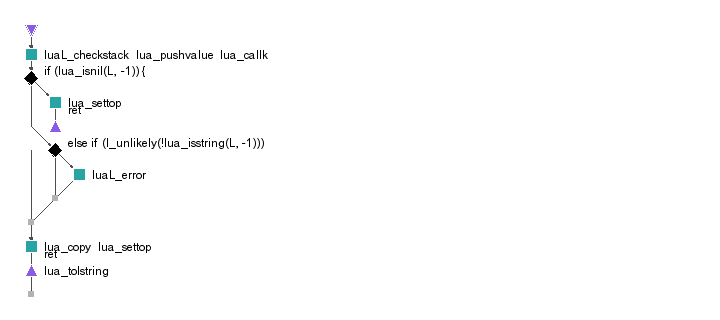 luaL_checkstack lua_pushvalue lua_callk
if (lua_isnil(L, -1)) {
lua_settop
ret
else if (l_unlikely(!lua_isstring(L, -1)))
luaL_error
lua_copy lua_settop
ret
lua_tolstring